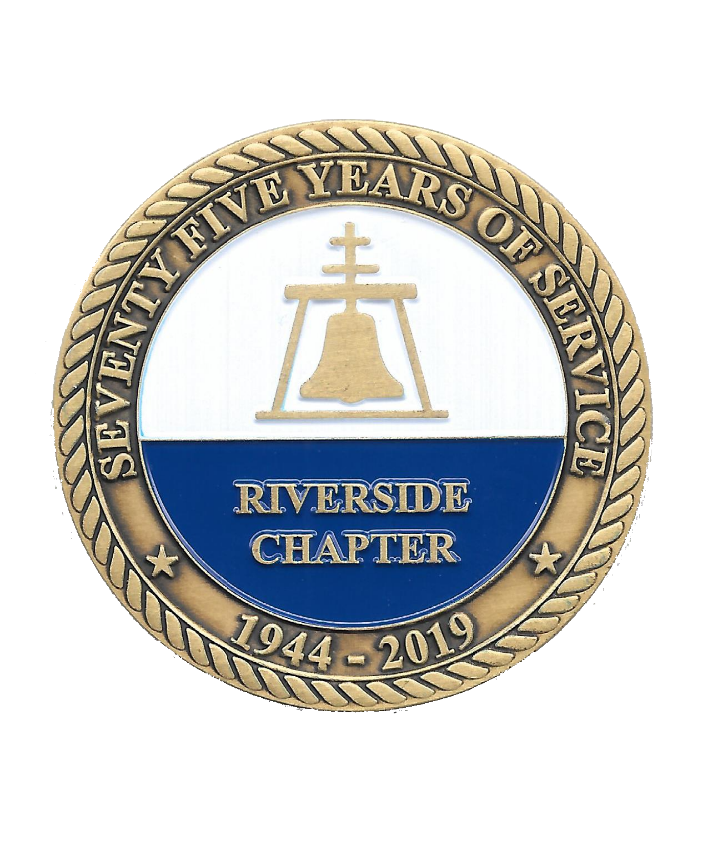 SEVENTY FIVE YEARS OF SERVICE
RIVERSIDE
CHAPTER
1944 - 2019